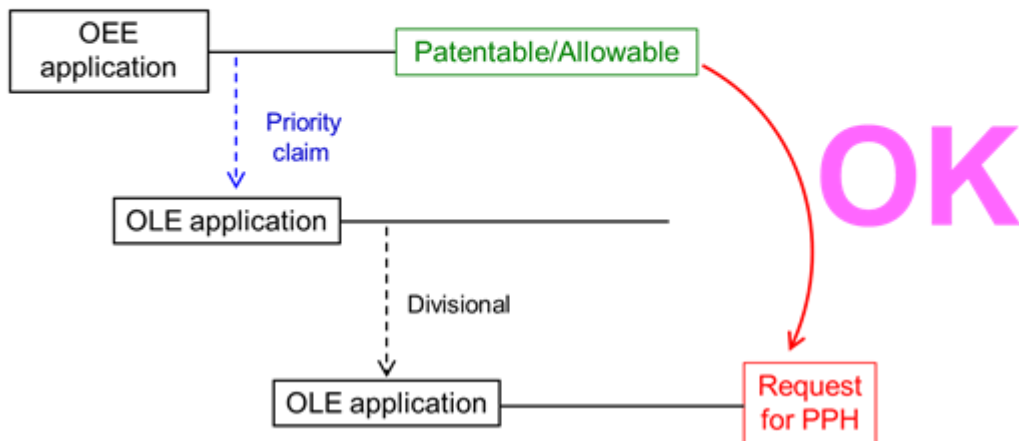 OEE
application
Patentable/Allowable
Priority
claim
OK
OLE application
Divisional
OLE application
Request
for PPH